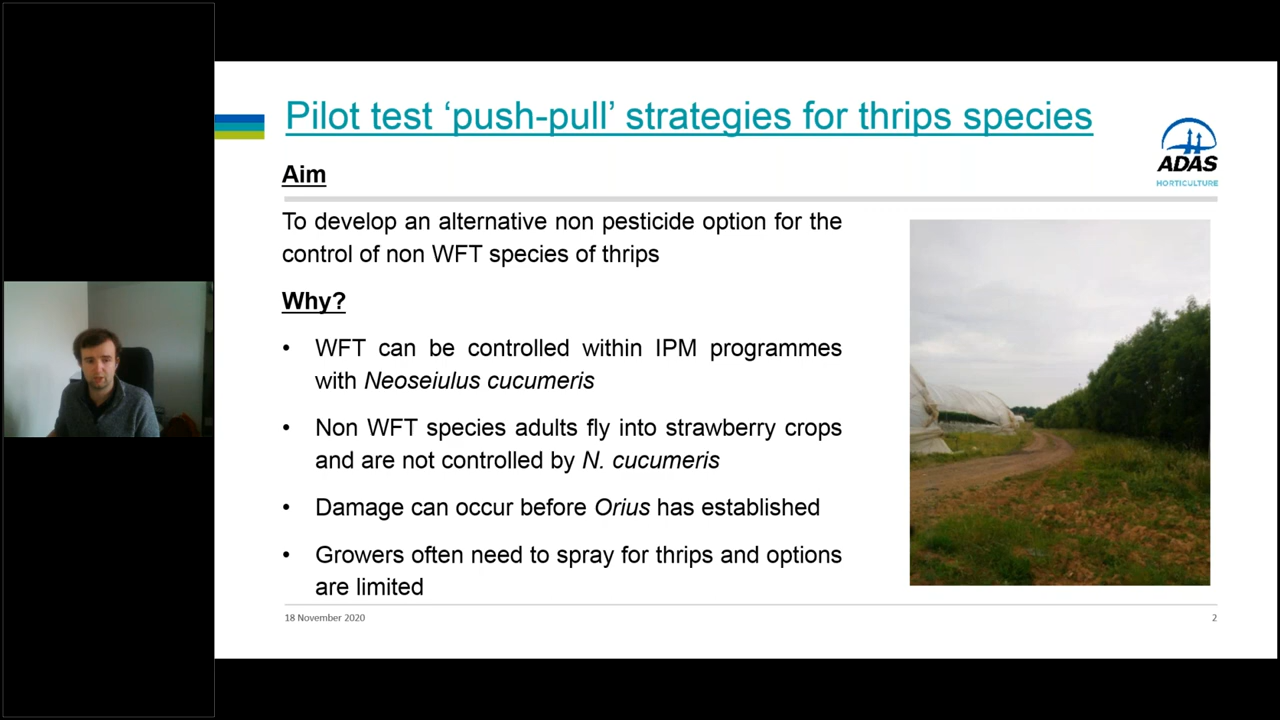 Pilot test ‘push-pull’ strategies for thrips species
ADAS
HORTICULTURE
Aim
To develop an alternative non pesticide option for the
control of non WFT species of thrips
Why?
• WFT can be controlled within IPM programmes
with Neoseiulus cucumeris
• Non WFT species adults fly into strawberry crops
and are not controlled by N. cucumeris
• Damage can occur before Orius has established
• Growers often need to spray for thrips and options
are limited
18 November 2020
2